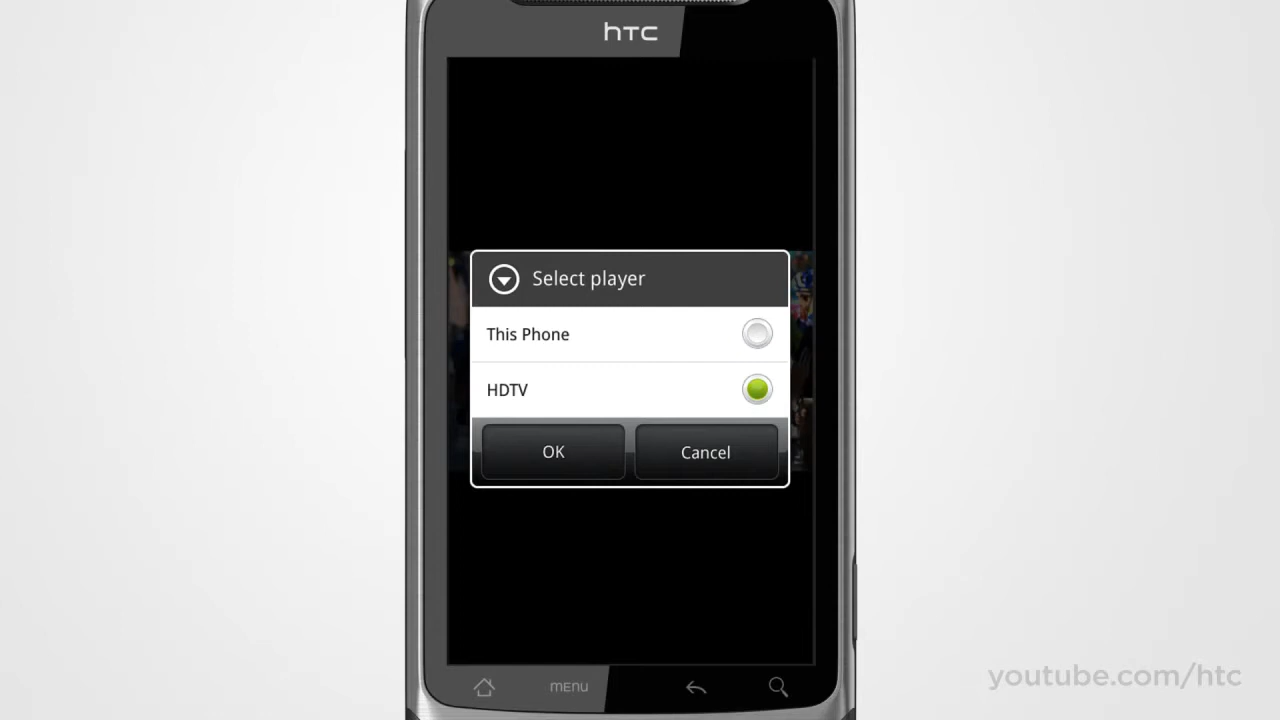 hTC
Select player
This Phone
HDTV
OK
Cancel
MENU
youtube.com/htc